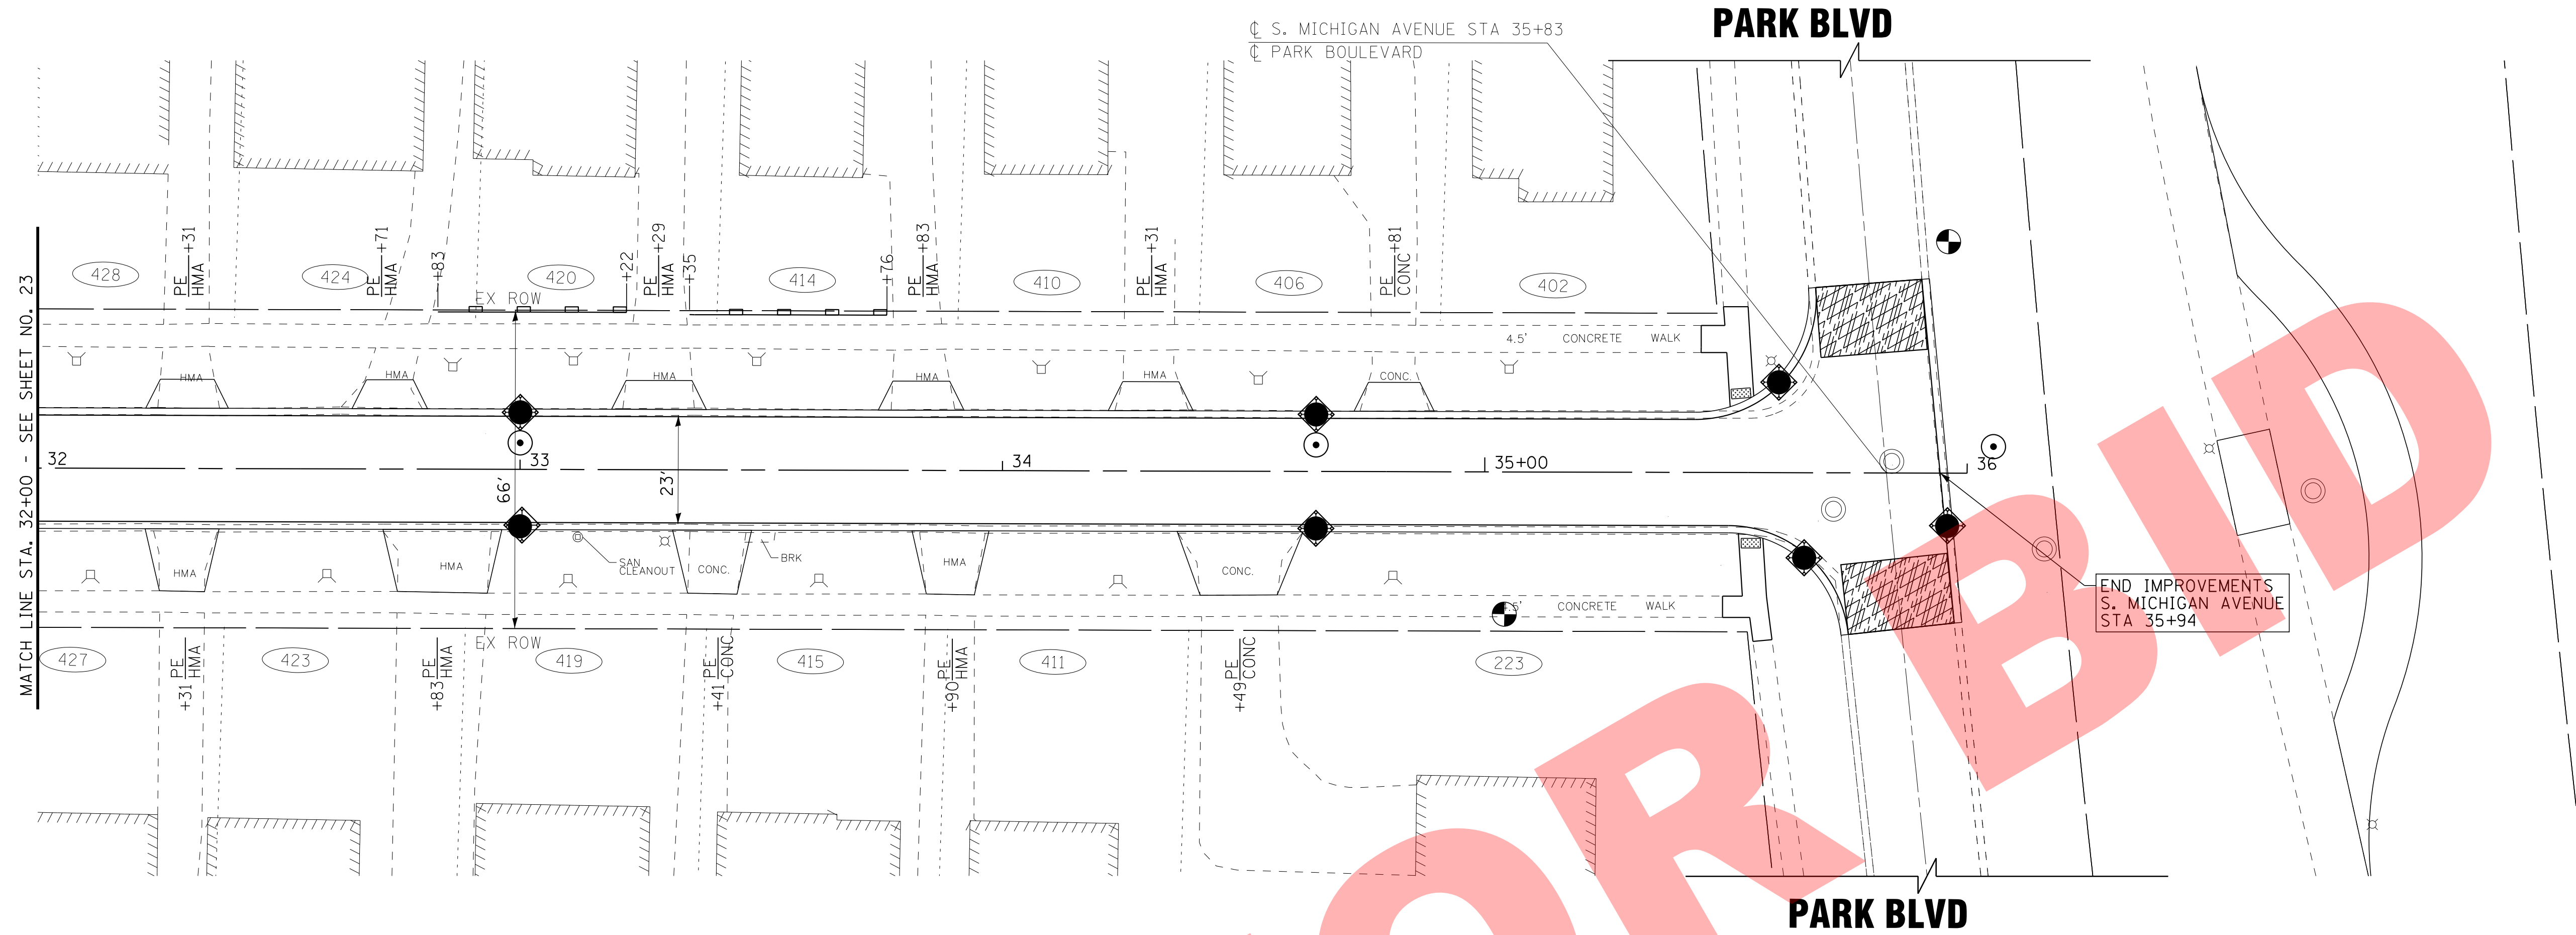 PARK BLVD
℄ S. MICHIGAN AVENUE STA 35+83
℄ PARK BOULEVARD
MATCH LINE STA. 32+00 - SEE SHEET NO. 23
PE +31
HMA
PE +71
HMA
+83
+22
PE +29
HMA
+35
+76
PE +83
HMA
PE +31
HMA
PE +81
CONC
428
424
420
414
410
406
402
EX ROW
4.5' CONCRETE WALK
HMA
HMA
HMA
HMA
HMA
CONC.
32
33
34
35+00
36
66'
23'
HMA
HMA
SAN
CLEANOUT
CONC.
BRK
HMA
CONC.
4.5' CONCRETE WALK
END IMPROVEMENTS
S. MICHIGAN AVENUE
STA 35+94
EX ROW
427
423
419
415
411
223
+31 PE
HMA
+83 PE
HMA
+41 PE
CONC
+90 PE
HMA
+49 PE
CONC
PARK BLVD
OR BID